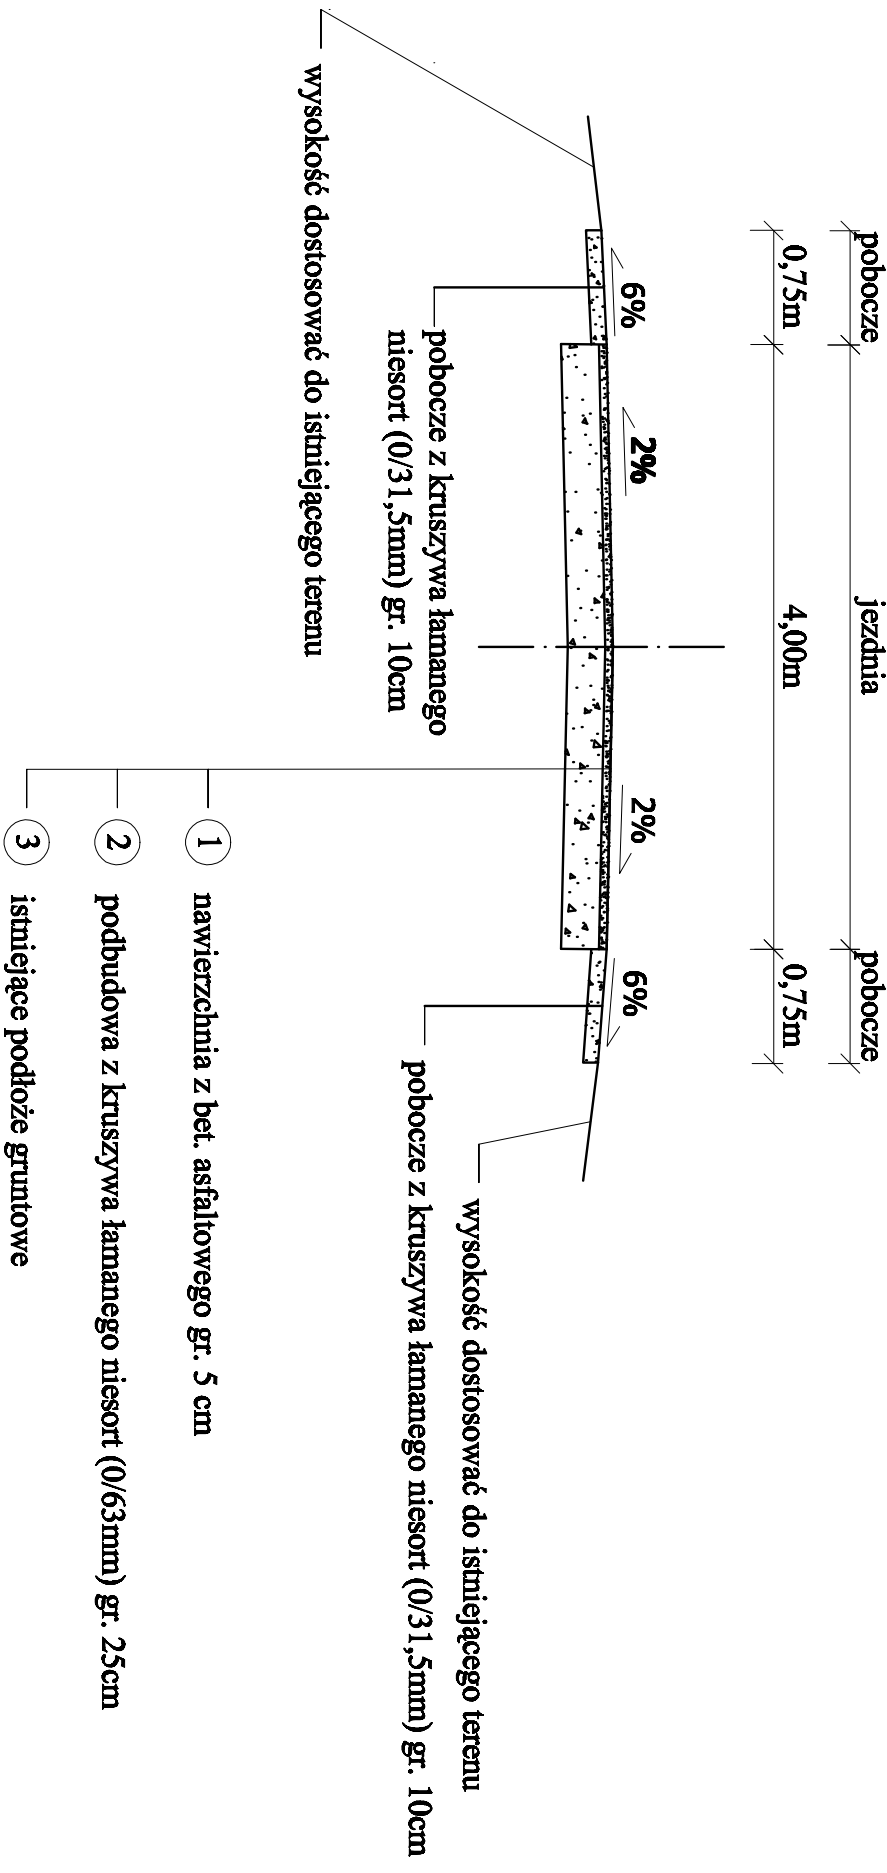 pobocze
jezdnia
pobocze
0,75m
4,00m
0,75m
6%
2%
2%
6%
pobocze z kruszywa łamanego
niesort (0/31,5mm) gr. 10cm
wysokość dostosować do istniejącego terenu
wysokość dostosować do istniejącego terenu
pobocze z kruszywa łamanego niesort (0/31,5mm) gr. 10cm
1 nawierzchnia z bet. asfaltowego gr. 5 cm
2 podbudowa z kruszywa łamanego niesort (0/63mm) gr. 25cm
3 istniejące podłoże gruntowe